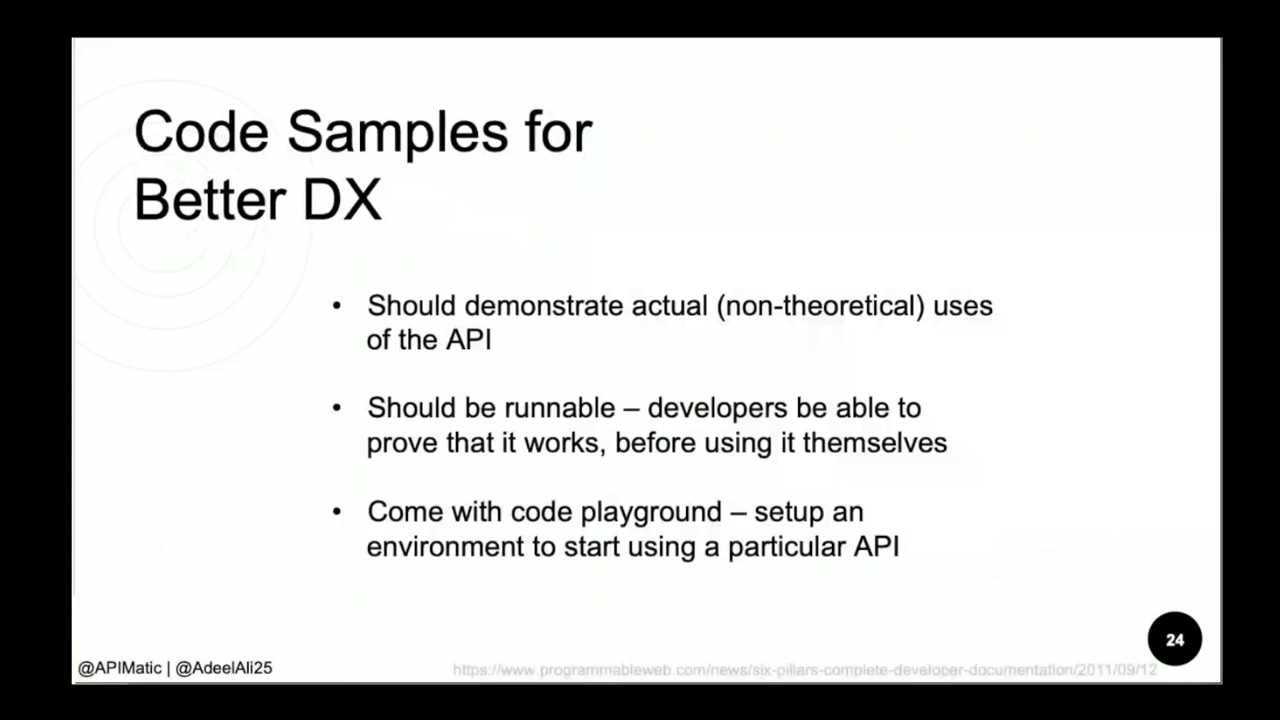 Code Samples for
Better DX
• Should demonstrate actual (non-theoretical) uses
of the API
• Should be runnable – developers be able to
prove that it works, before using it themselves
• Come with code playground – setup an
environment to start using a particular API
24
@APIMatic | @AdeelAli25
https://www.programmableweb.com/news/six-pillars-complete-developer-documentation/2011/09/12